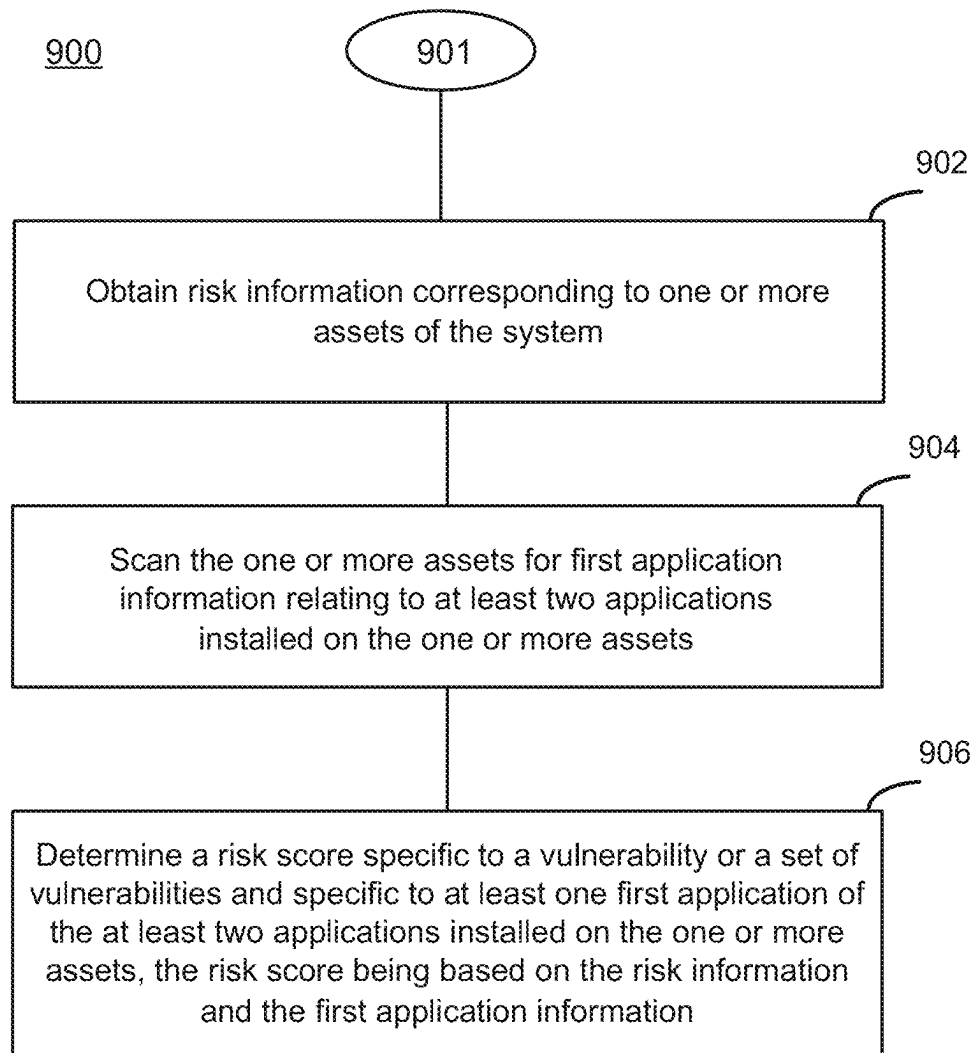 900
901
902
Obtain risk information corresponding to one or more
assets of the system
904
Scan the one or more assets for first application
information relating to at least two applications
installed on the one or more assets
906
Determine a risk score specific to a vulnerability or a set of
vulnerabilities and specific to at least one first application of
the at least two applications installed on the one or more
assets, the risk score being based on the risk information
and the first application information